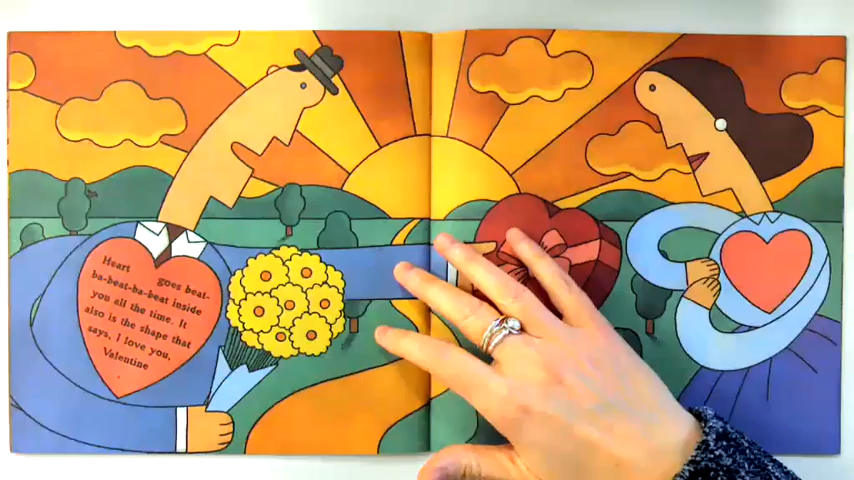 Heart goes beat-
ba-beat-ba-beat inside
you all the time. It
also is the shape that
says, I love you,
Valentine